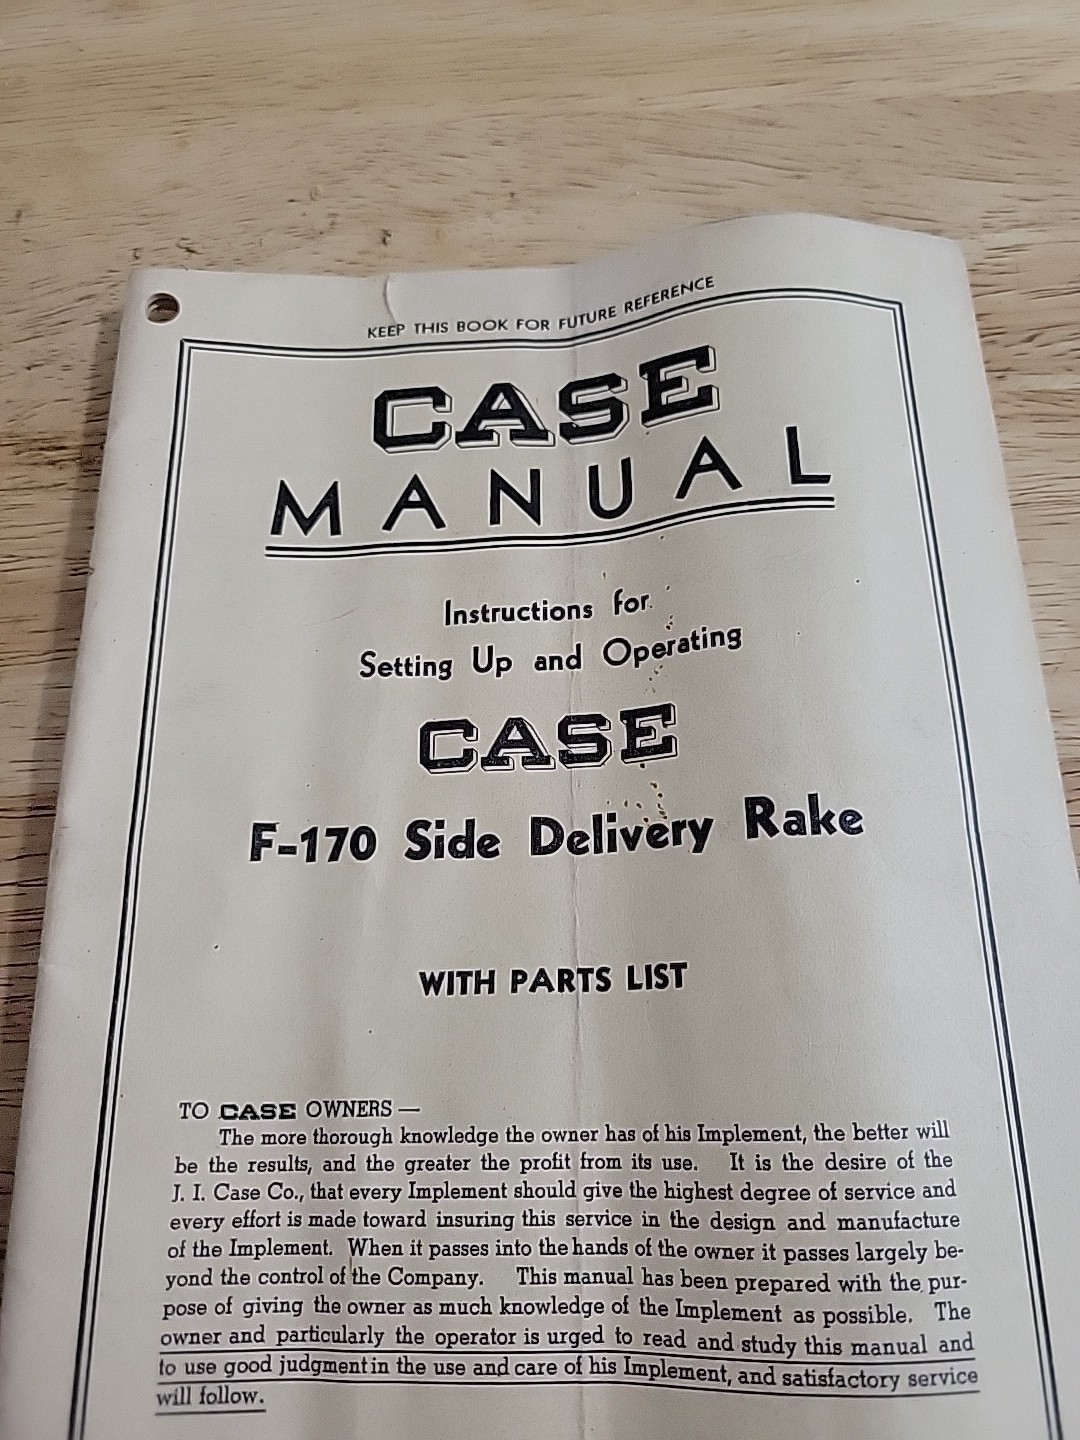 KEEP THIS BOOK FOR FUTURE REFERENCE
CASE
MANUAL
Instructions for
Setting Up and Operating
CASE
F-170 Side Delivery Rake
WITH PARTS LIST
TO CASE OWNERS —
The more thorough knowledge the owner has of his Implement, the better will
be the results, and the greater the profit from its use. It is the desire of the
J. I. Case Co., that every Implement should give the highest degree of service and
every effort is made toward insuring this service in the design and manufacture
of the Implement. When it passes into the hands of the owner it passes largely be-
yond the control of the Company. This manual has been prepared with the pur-
pose of giving the owner as much knowledge of the Implement as possible. The
owner and particularly the operator is urged to read and study this manual and
to use good judgment in the use and care of his Implement, and satisfactory service
will follow.